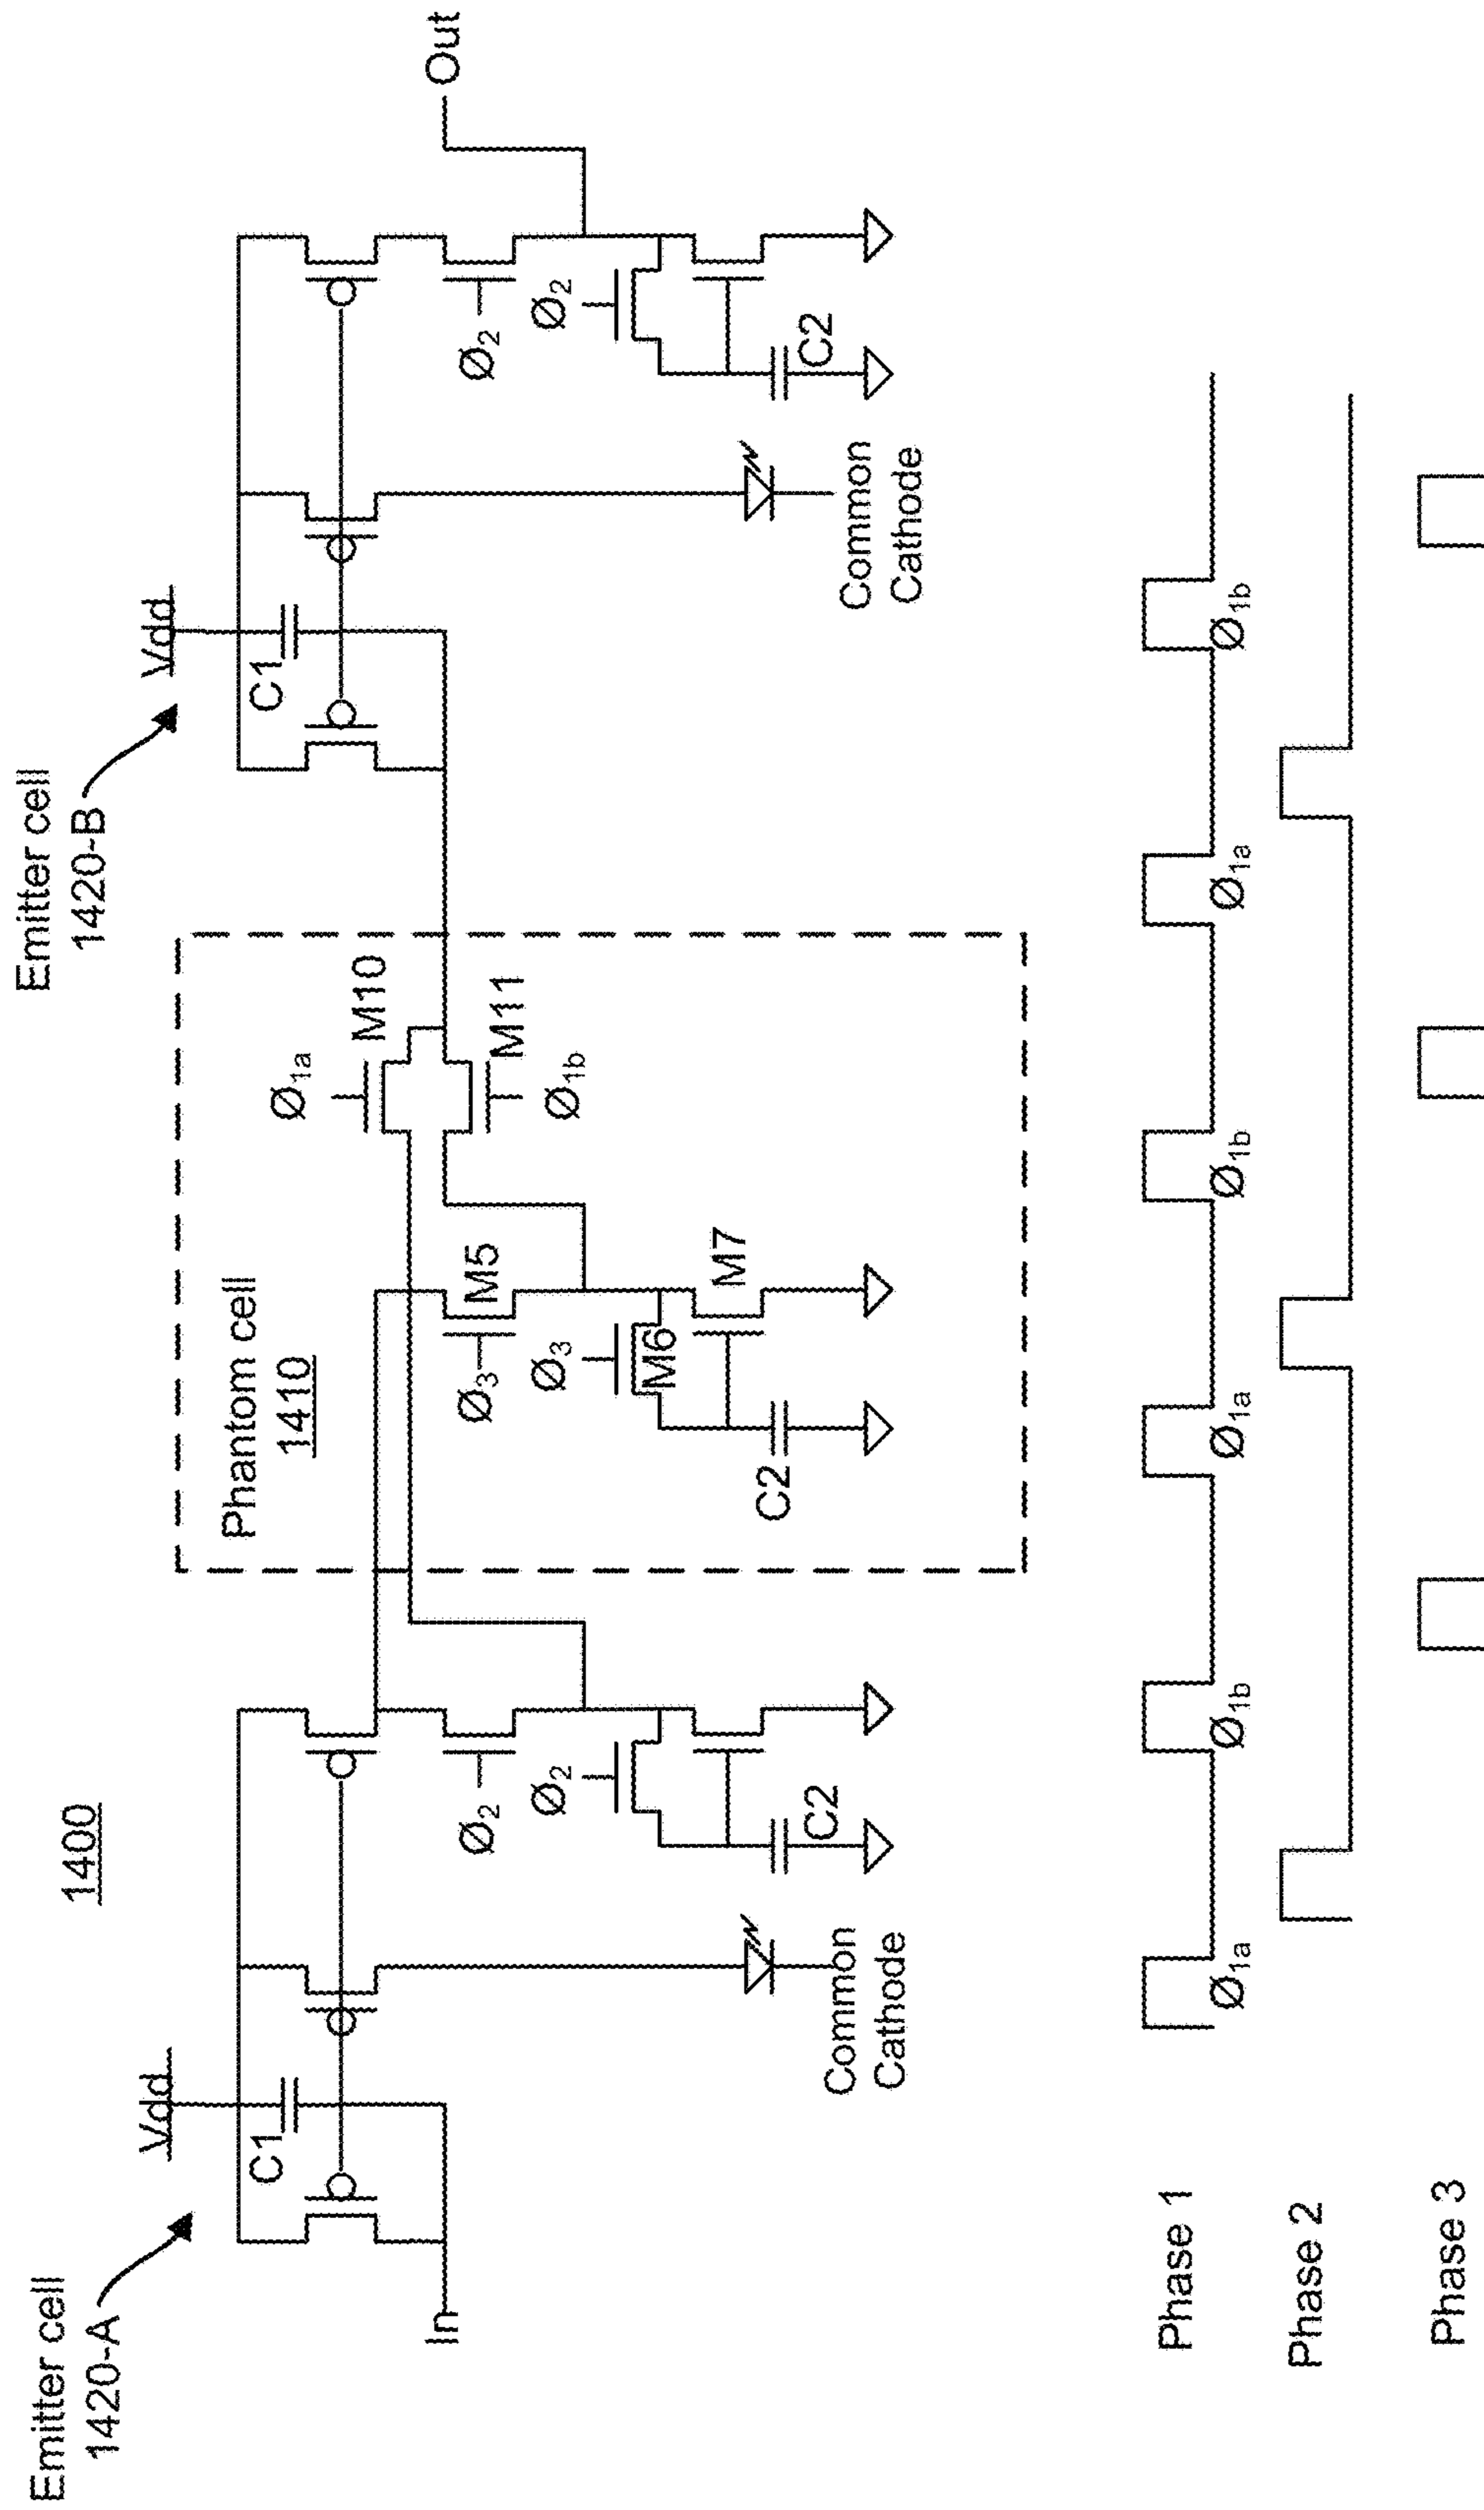 1400
Emitter cell
1420-A
Vdd
C1
In
Common
Cathode
Ø2
Ø2
C2
Phantom cell
1410
Ø3
M5
Ø3
M6
M7
C2
Ø1a
M10
M11
Ø1b
Emitter cell
1420-B
Vdd
C1
Common
Cathode
Ø2
Ø2
C2
Out
Phase 1
Ø1a
Ø1b
Ø1a
Ø1b
Ø1a
Ø1b
Phase 2
Phase 3